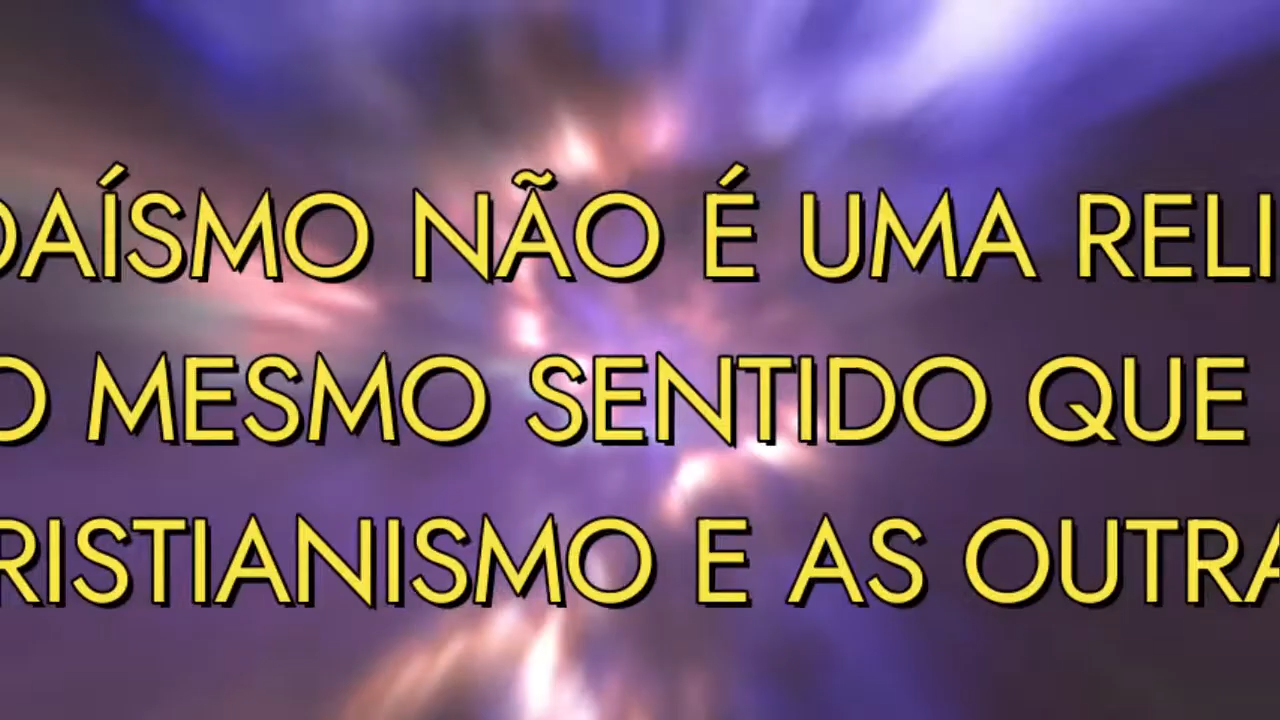 DAÍSMO NÃO É UMA RELI
O MESMO SENTIDO QUE
RISTIANISMO E AS OUTRA